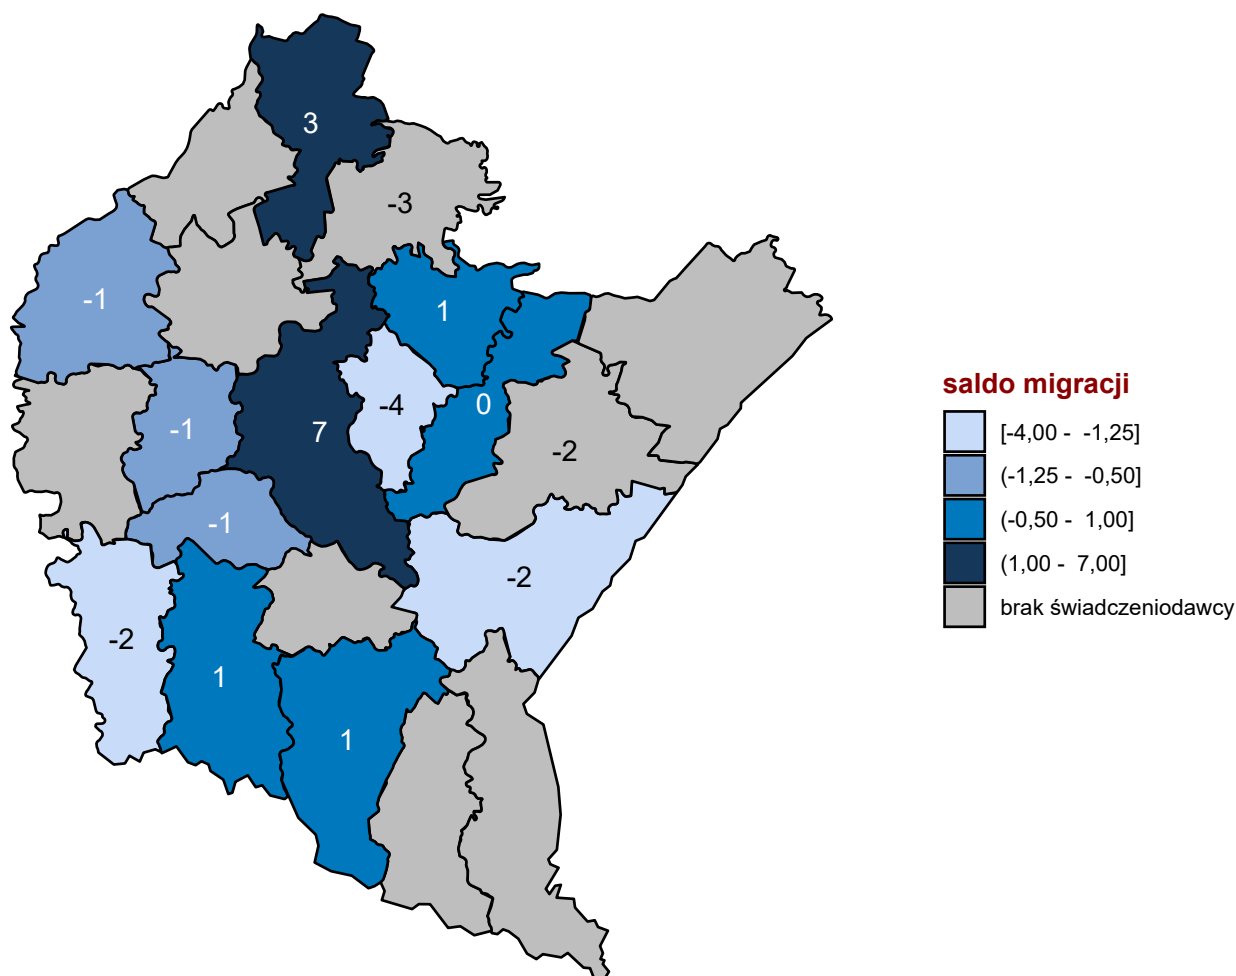 3
-3
-1
1
-4
0
7
-1
-2
-1
-2
-2
1
1
saldo migracji
[-4,00 - -1,25]
(-1,25 - -0,50]
(-0,50 - 1,00]
(1,00 - 7,00]
brak świadczeniodawcy